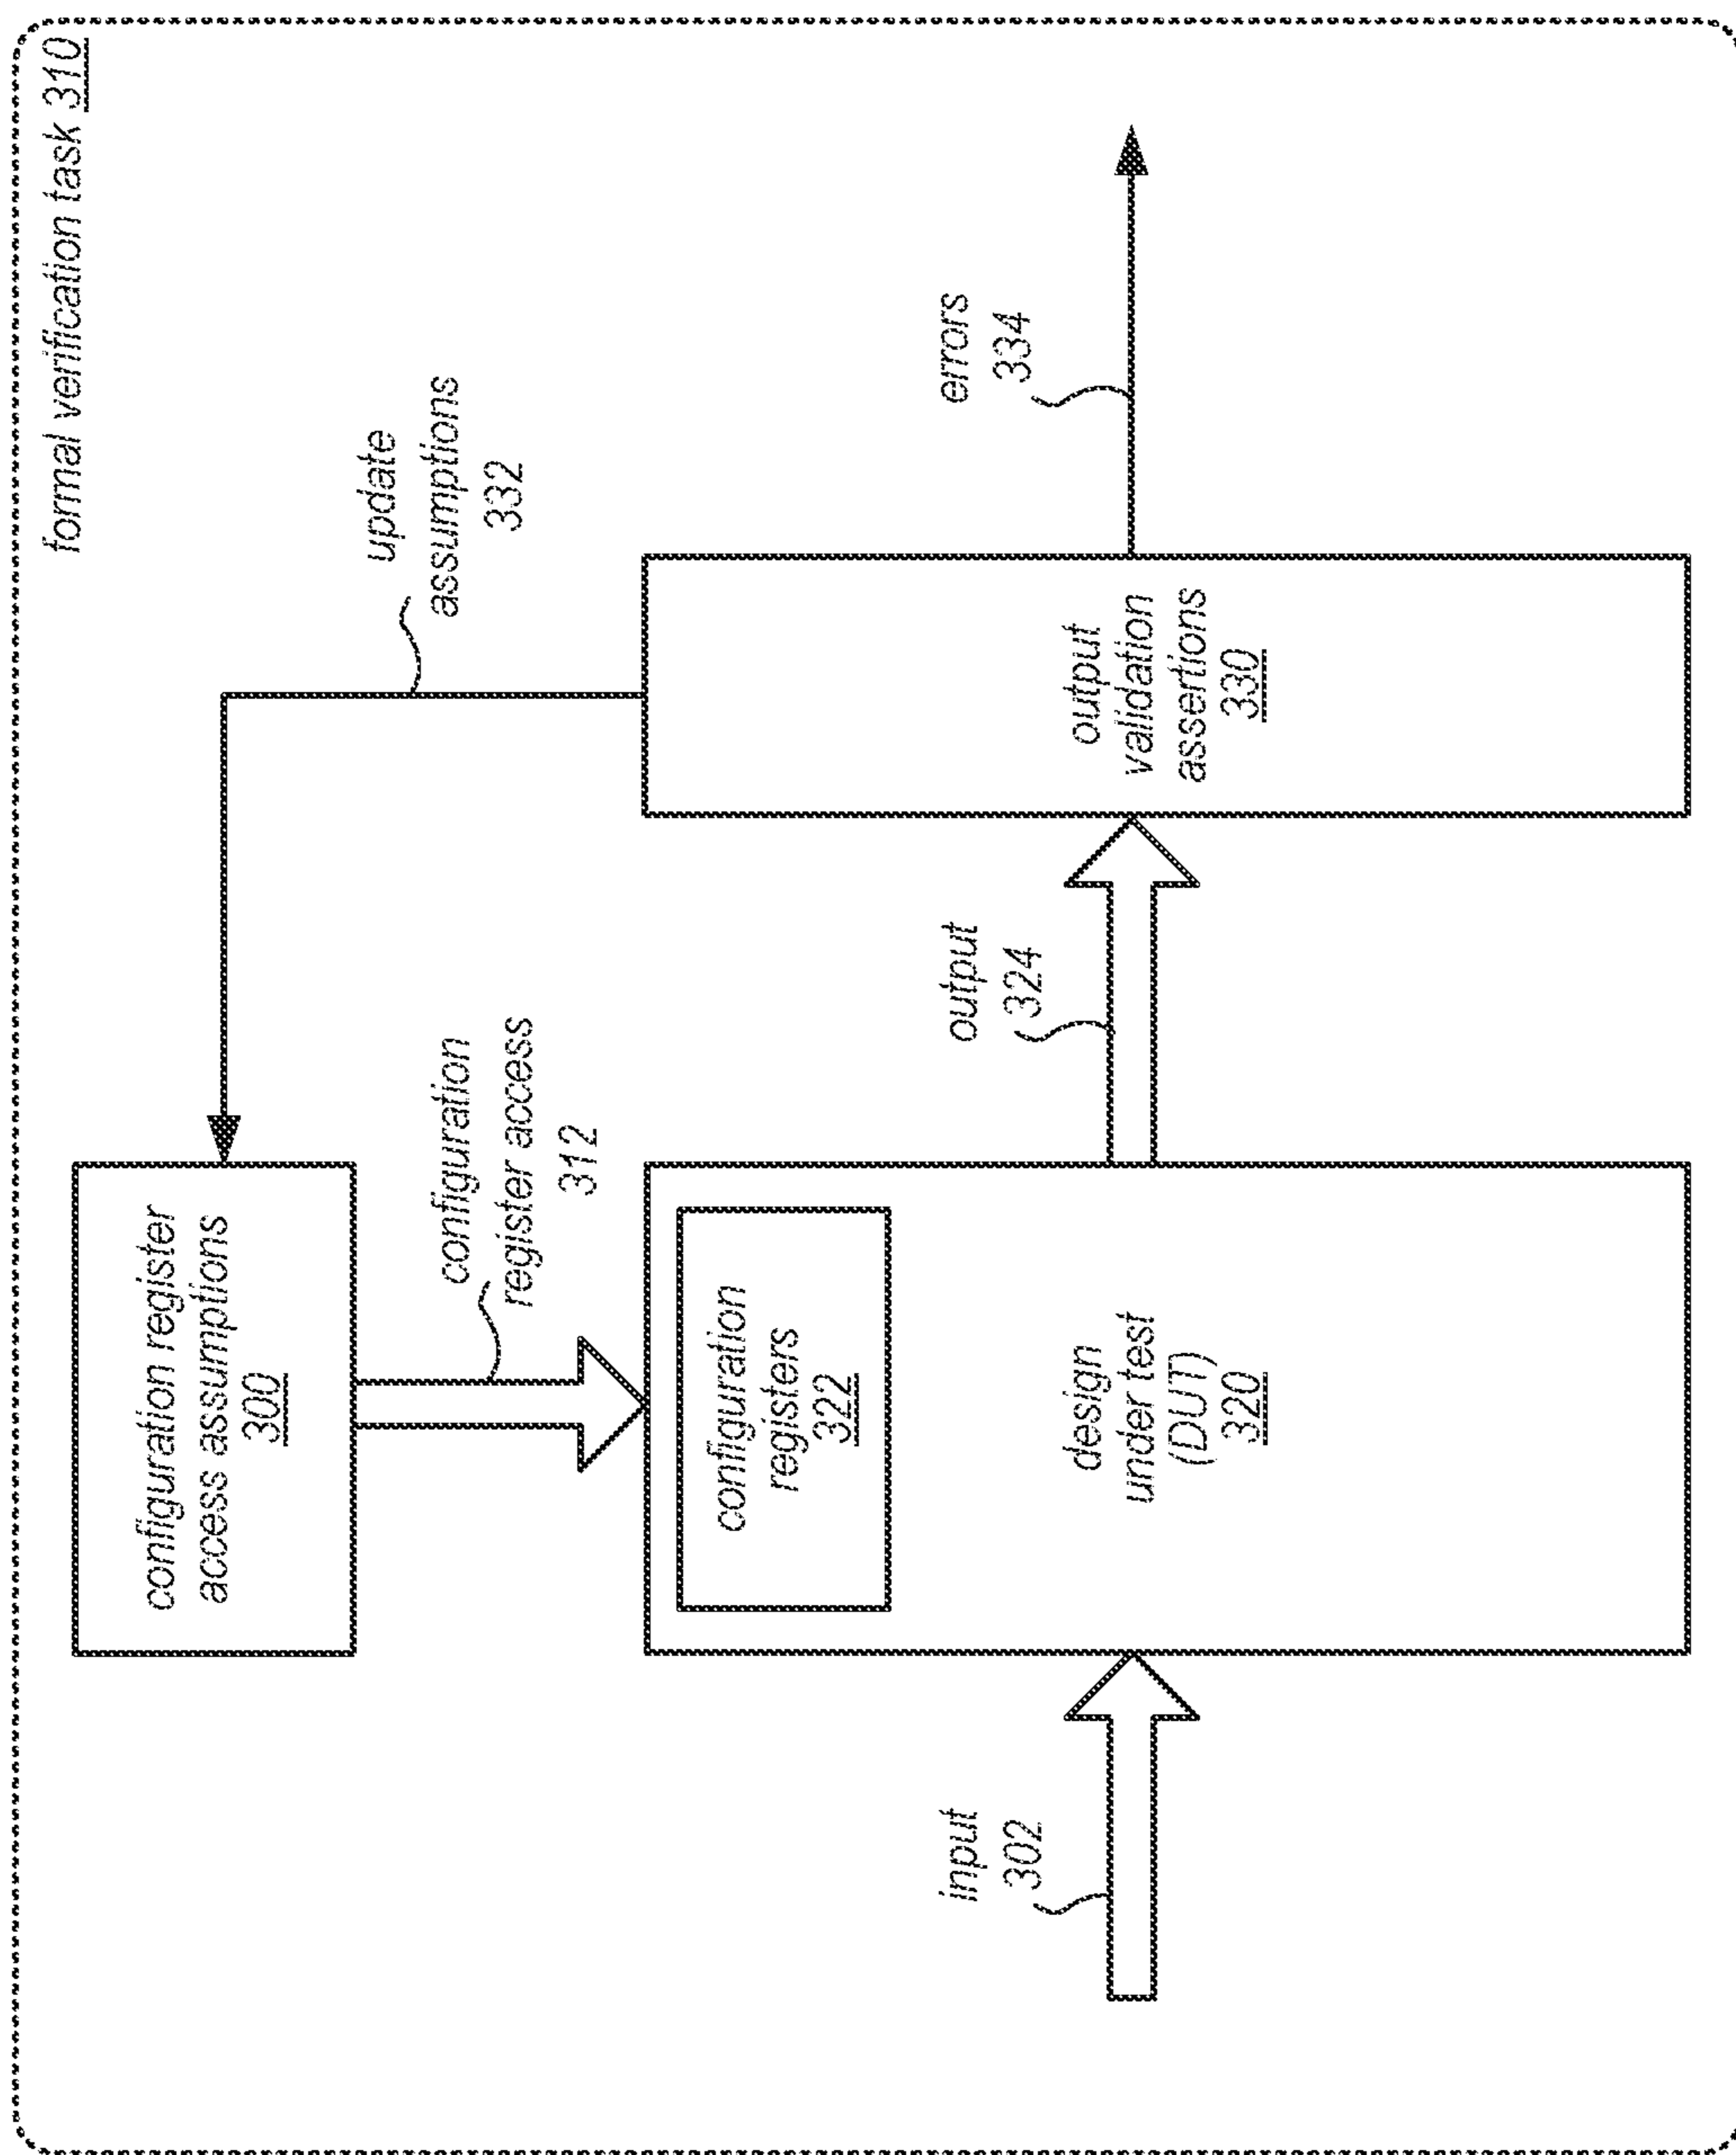 formal verification task 310
configuration register
access assumptions
300
update
assumptions
332
configuration
register access
312
configuration
registers
322
design
under test
(DUT)
320
input
302
output
324
output
validation
assertions
330
errors
334